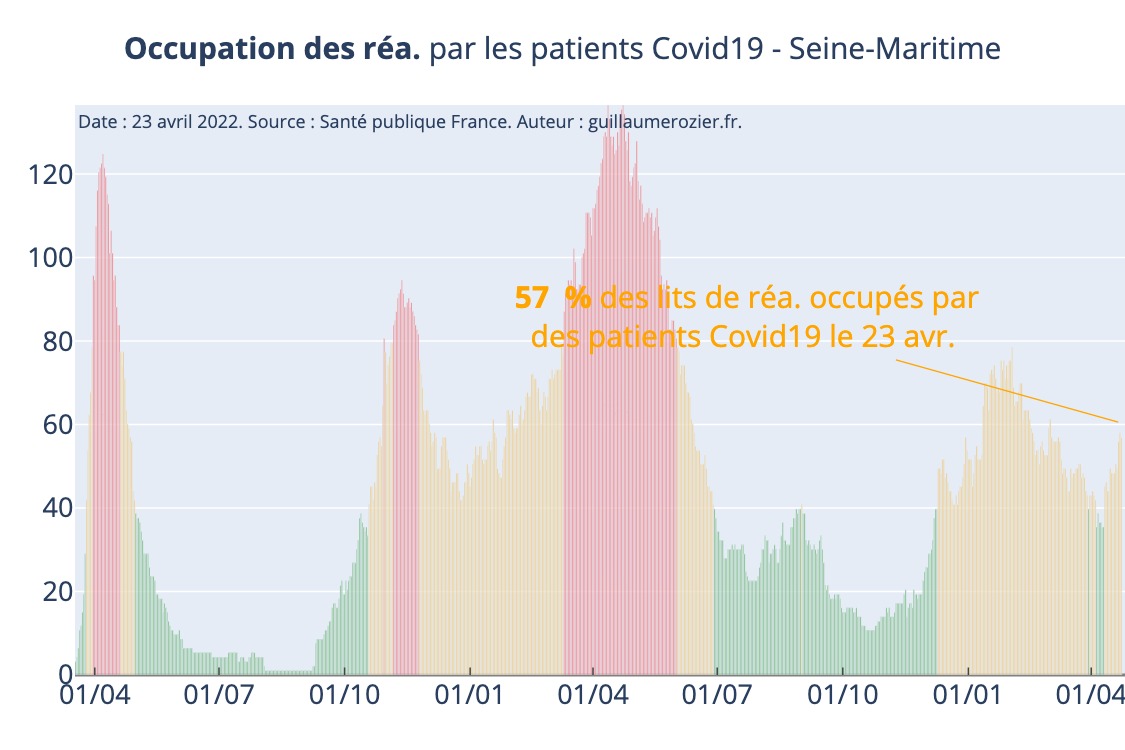 Occupation des réa. par les patients Covid19 - Seine-Maritime
Date : 23 avril 2022. Source : Santé publique France. Auteur : guillaumerozier.fr.
120
100
57 % des lits de réa. occupés par
des patients Covid19 le 23 avr.
80
60
40
20
0
01/04 01/07 01/10 01/01 01/04 01/07 01/10 01/01 01/04